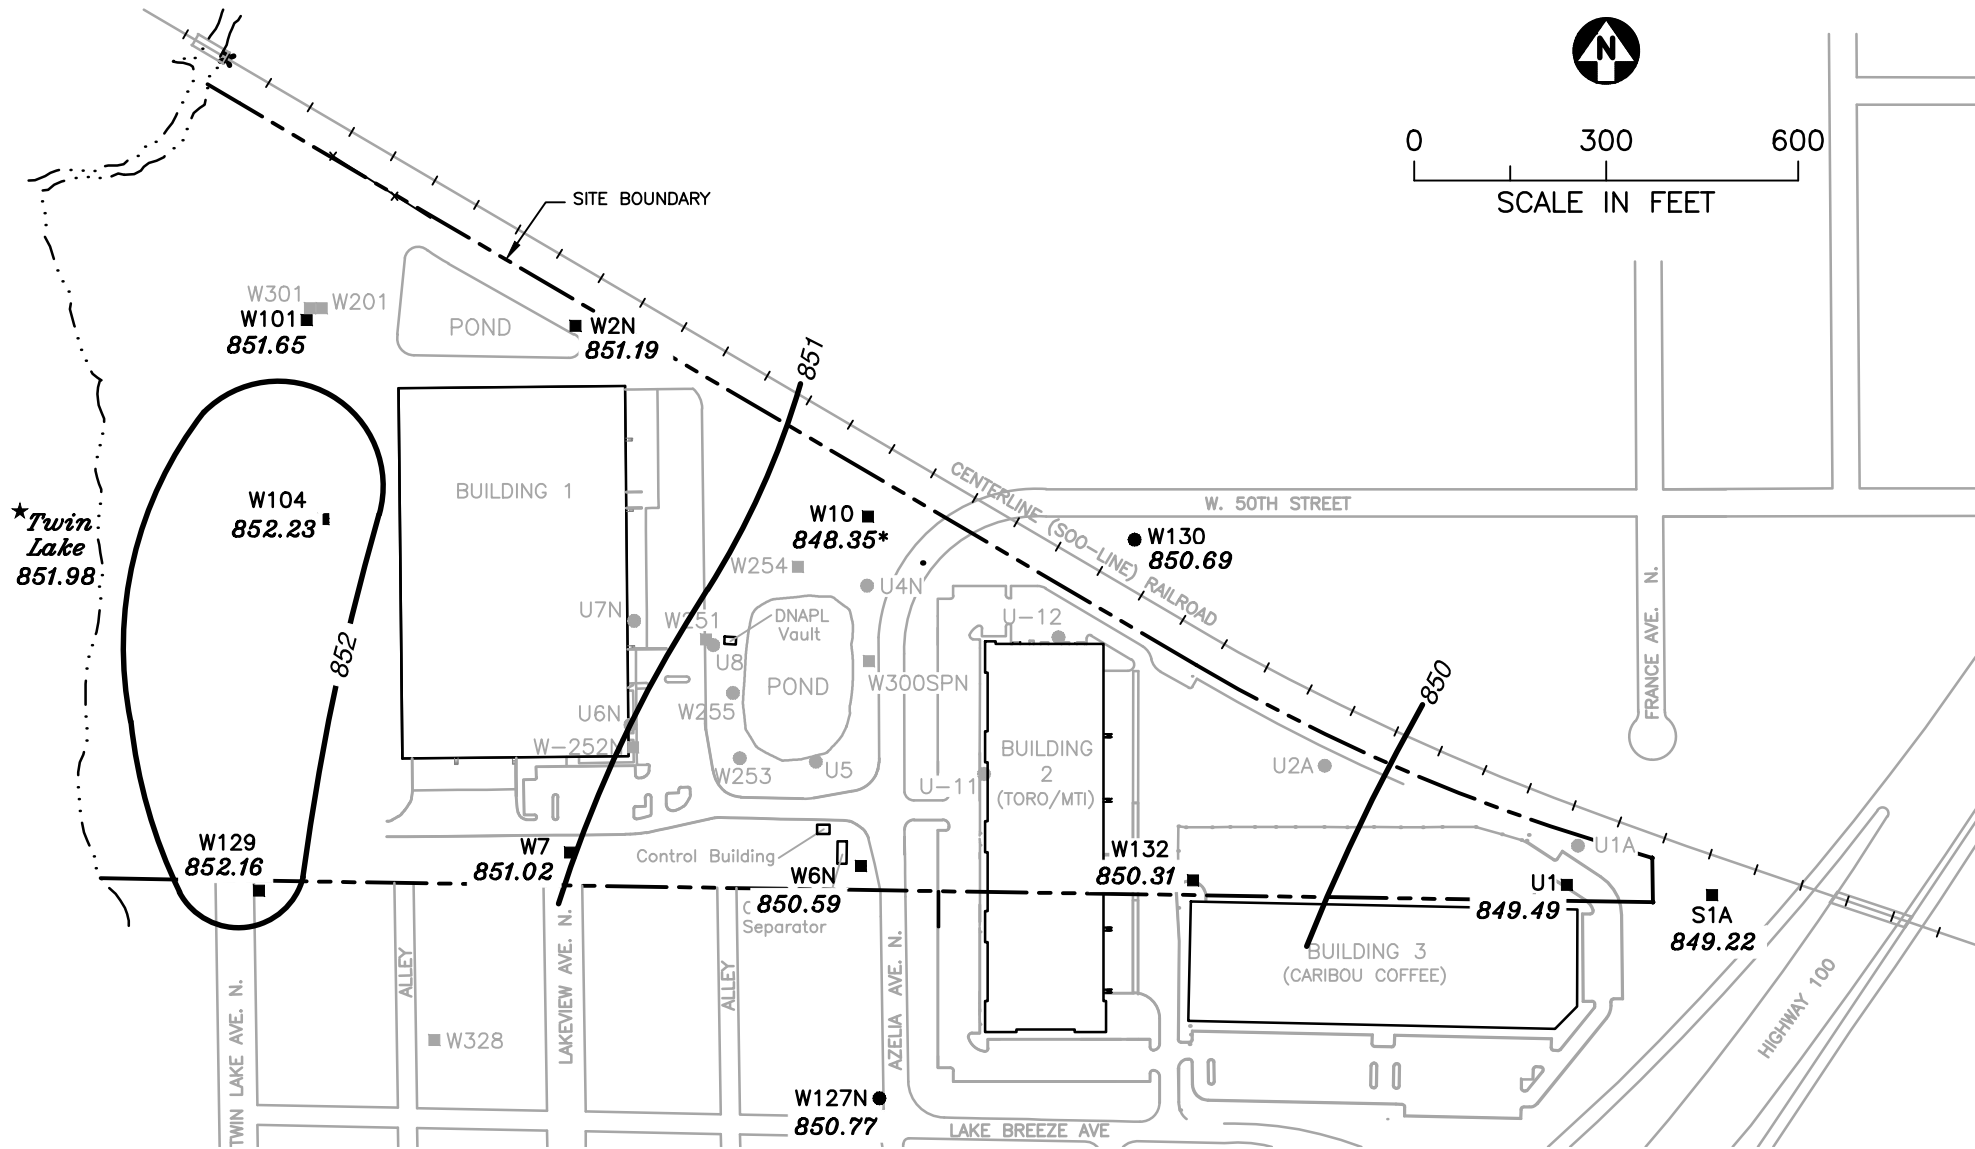 N
0 300 600
SCALE IN FEET
SITE BOUNDARY
W301
W201
W101
851.65
POND
W2N
851.19
851
BUILDING 1
W104
852.23
Twin
Lake
851.98
W10
848.35*
CENTERLINE (SOO-LINE) RAILROAD
W. 50TH STREET
W130
850.69
W254
U4N
FRANCE AVE. N.
U7N
W251
DNAPL
Vault
U-12
U8
852
POND
W300SPN
850
W255
U6N
W-252N
W253
U5
U-11
BUILDING
2
(TORO/MTI)
U2A
W129
852.16
W7
851.02
Control Building
W6N
850.59
Separator
W132
850.31
U1A
U1
849.49
S1A
849.22
BUILDING 3
(CARIBOU COFFEE)
HIGHWAY 100
TWIN LAKE AVE. N.
ALLEY
LAKEVIEW AVE. N.
ALLEY
AZELIA AVE. N.
W328
W127N
850.77
LAKE BREEZE AVE